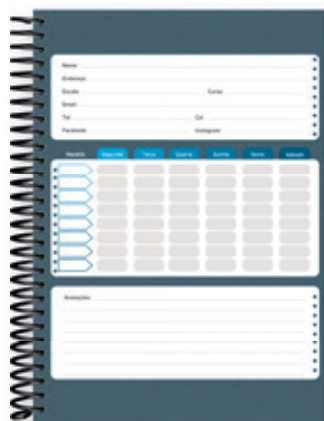 Nome
Endereço
Escola Curso
Email
Tel Cel
Facebook Instagram
Horário Segunda Terça Quarta Quinta Sexta Sábado
Anotações